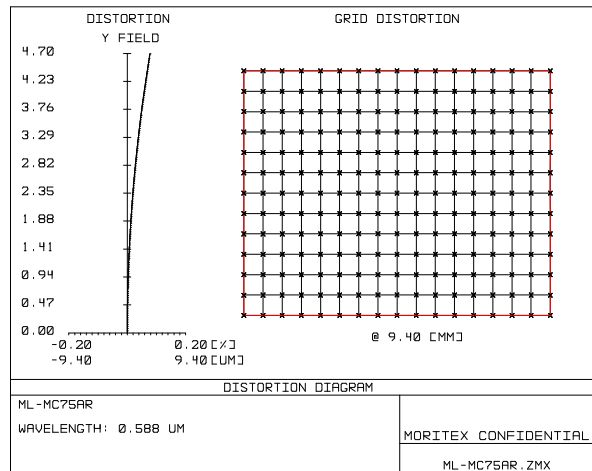 DISTORTION
Y FIELD
4.70
4.23
3.76
3.29
2.82
2.35
1.88
1.41
0.94
0.47
0.00
-0.20 0.20[%]
-9.40 9.40[UM]
GRID DISTORTION
@ 9.40 [MM]
DISTORTION DIAGRAM
ML-MC75AR
WAVELENGTH: 0.588 UM
MORITEX CONFIDENTIAL
ML-MC75AR.ZMX